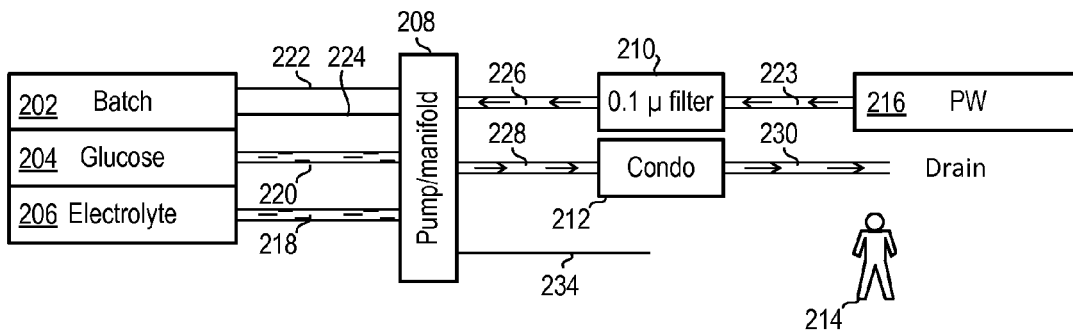 208
222
224
226
210
223
202 Batch
0.1 µ filter
216 PW
204 Glucose
Pump/manifold
228
230
Condo
Drain
220
206 Electrolyte
218
212
234
214